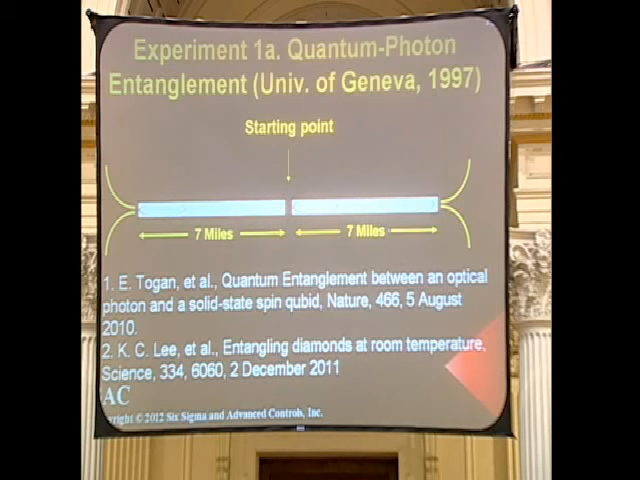 Experiment 1a. Quantum-Photon
Entanglement (Univ. of Geneva, 1997)
Starting point
7 Miles
7 Miles
1. E. Togan, et al., Quantum Entanglement between an optical
photon and a solid-state spin qubid, Nature, 466, 5 August
2010.
2. K. C. Lee, et al., Entangling diamonds at room temperature,
Science, 334, 6060, 2 December 2011
AC
yright © 2012 Six Sigma and Advanced Controls, Inc.